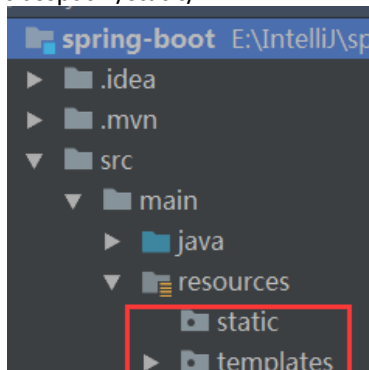 spring-boot E:\IntelliJ\sp
.idea
.mvn
src
main
java
resources
static
templates